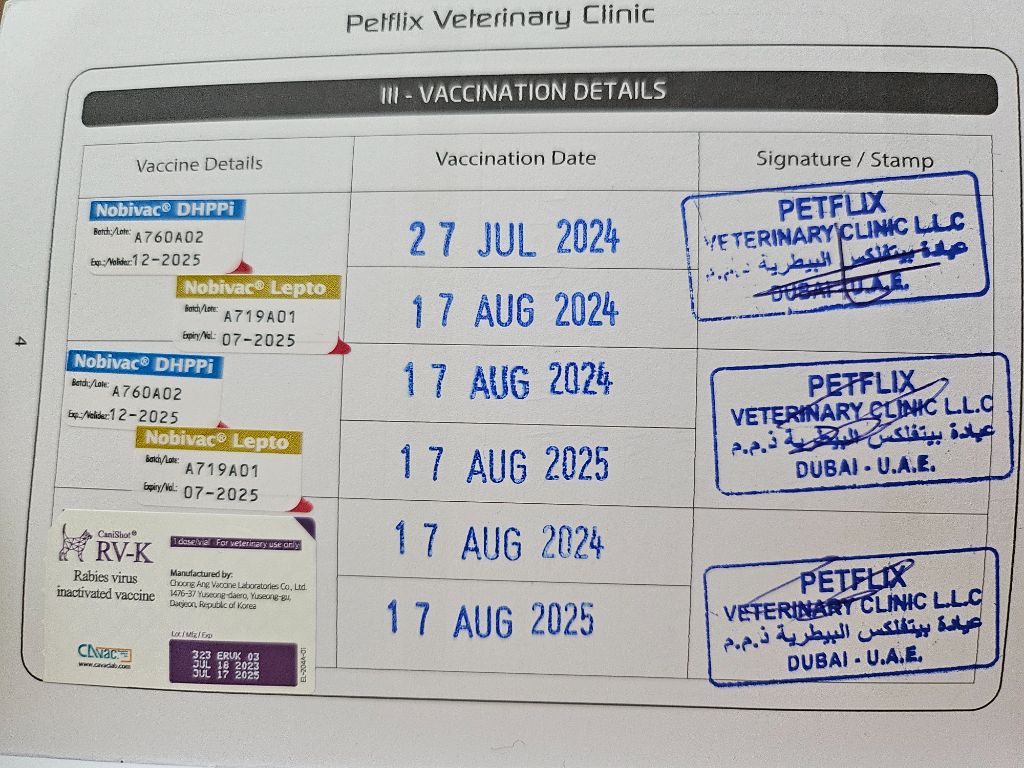 Petflix Veterinary Clinic
III - VACCINATION DETAILS
Vaccine Details
Vaccination Date
Signature / Stamp
Nobivac® DHPPi
Batch:/Lote: A760A02
Exp.:/Validez: 12-2025
Nobivac® Lepto
Batch/Lote: A719A01
Expiry/Val.: 07-2025
27 JUL 2024
17 AUG 2024
PETFLIX
VETERINARY CLINIC L.L.C
عيادة بيتفلكس البيطرية ذ.م.م
DUBAI - U.A.E.
Nobivac® DHPPi
Batch:/Lote: A760A02
Exp.:/Validez: 12-2025
Nobivac® Lepto
Batch/Lote: A719A01
Expiry/Val.: 07-2025
17 AUG 2024
17 AUG 2025
PETFLIX
VETERINARY CLINIC L.L.C
عيادة بيتفلكس البيطرية ذ.م.م
DUBAI - U.A.E.
CaniShot®
RV-K
Rabies virus
inactivated vaccine
CAVAC
www.cavaclab.com
1 dose/vial · For veterinary use only
Manufactured by:
Choong Ang Vaccine Laboratories Co., Ltd.
1476-37 Yuseong-daero, Yuseong-gu,
Daejeon, Republic of Korea
Lot / Mfg / Exp
323 ERVK 03
JUL 18 2023
JUL 17 2025
EL-204A-01
17 AUG 2024
17 AUG 2025
PETFLIX
VETERINARY CLINIC L.L.C
عيادة بيتفلكس البيطرية ذ.م.م
DUBAI - U.A.E.
4